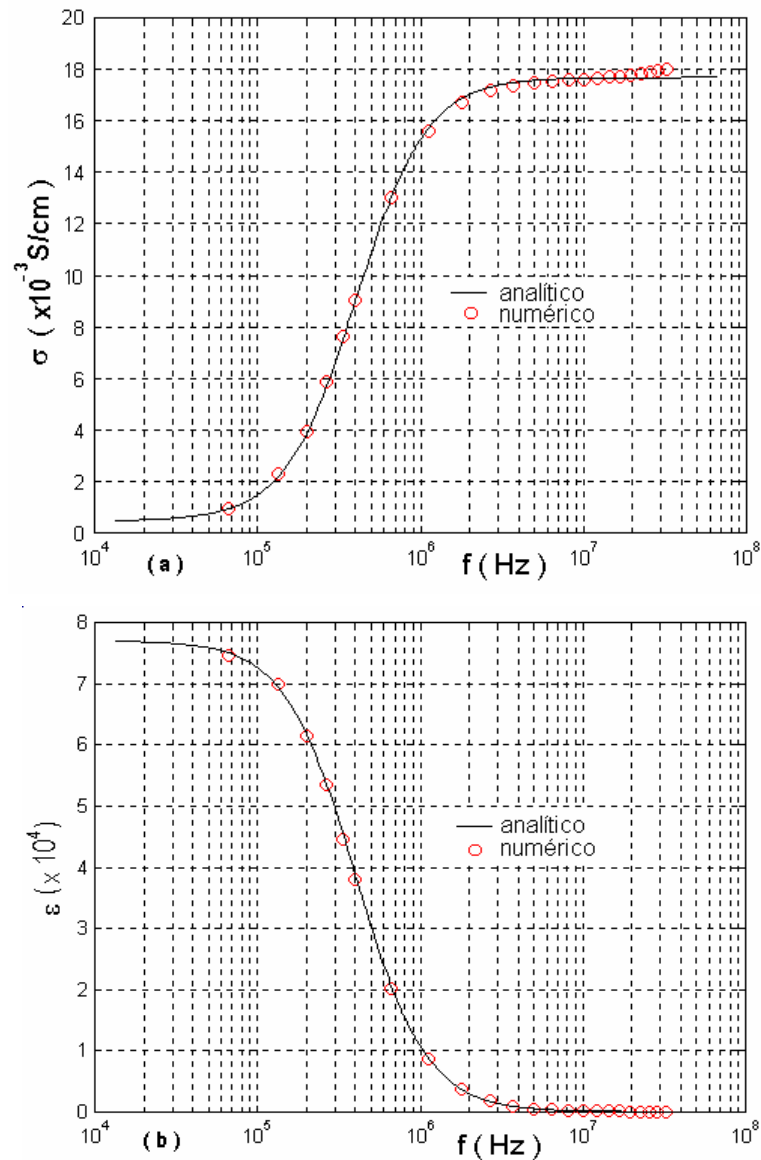 20
18
16
14
12
10
8
6
4
2
0
σ ( x10⁻³ S/cm)
analítico
numérico
10⁴ 10⁵ 10⁶ 10⁷ 10⁸
( a ) f ( Hz )
8
7
6
5
4
3
2
1
0
ε (x 10⁴)
analítico
numérico
10⁴ 10⁵ 10⁶ 10⁷ 10⁸
( b ) f ( Hz )